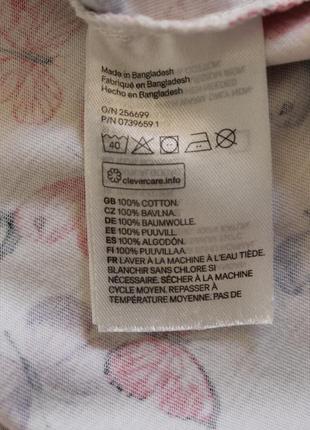 Made in Bangladesh
Fabriqué en Bangladesh
Hecho en Bangladesh
O/N 256699
P/N 0739659 1
40
clevercare.info
GB 100% COTTON.
CZ 100% BAVLNA.
DE 100% BAUMWOLLE.
EE 100% PUUVILL.
ES 100% ALGODÓN.
FI 100% PUUVILLAA.
FR LAVER À LA MACHINE À L'EAU TIÈDE.
BLANCHIR SANS CHLORE SI
NÉCESSAIRE. SÉCHER À LA MACHINE
CYCLE MOYEN. REPASSER À
TEMPÉRATURE MOYENNE. PAS DE